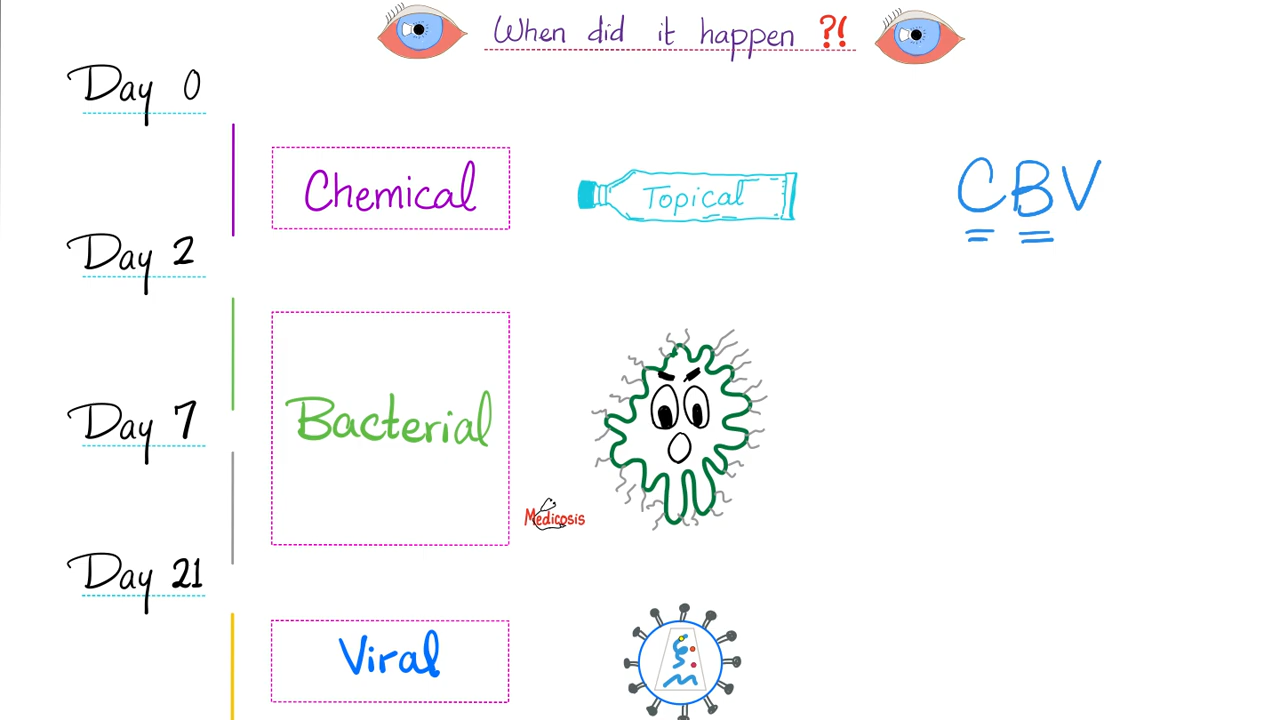 When did it happen ?!
Day 0
Chemical
Topical
CBV
Day 2
Bacterial
Day 7
Medicosis
Day 21
Viral